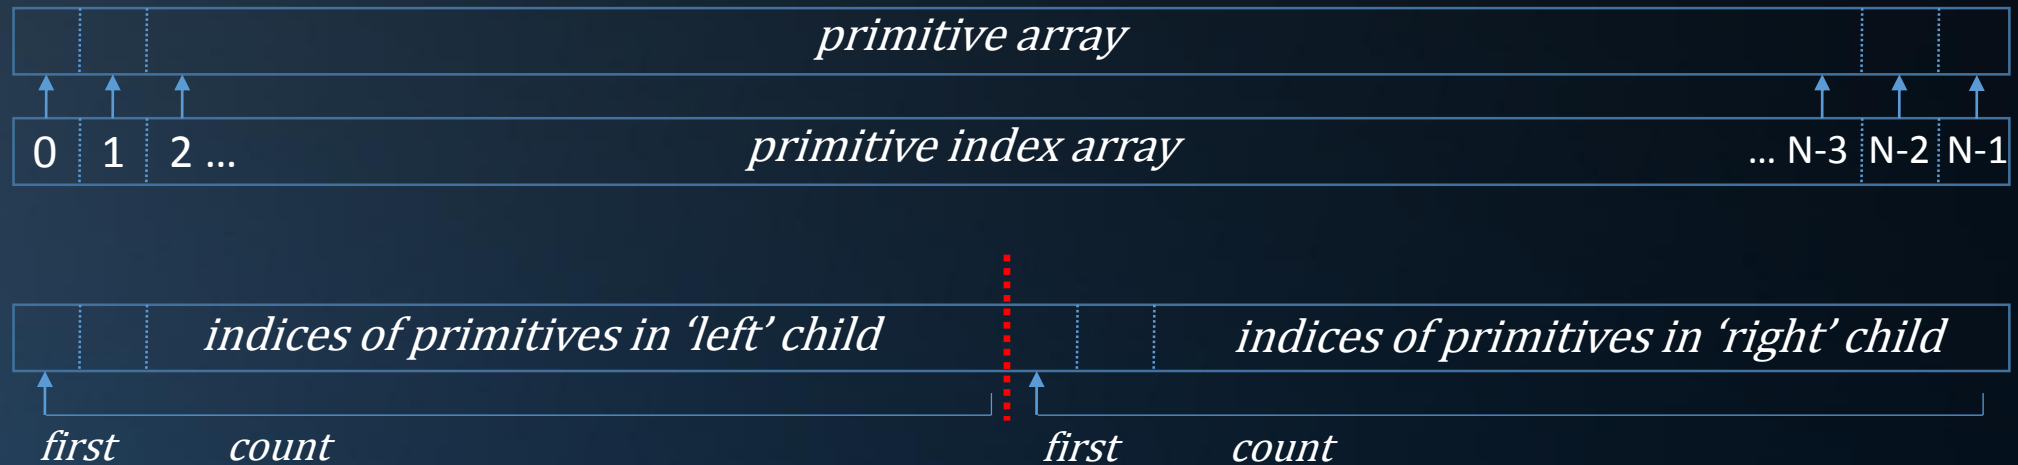 primitive array
0 1 2 ... primitive index array ... N-3 N-2 N-1
indices of primitives in ‘left’ child indices of primitives in ‘right’ child
first count first count